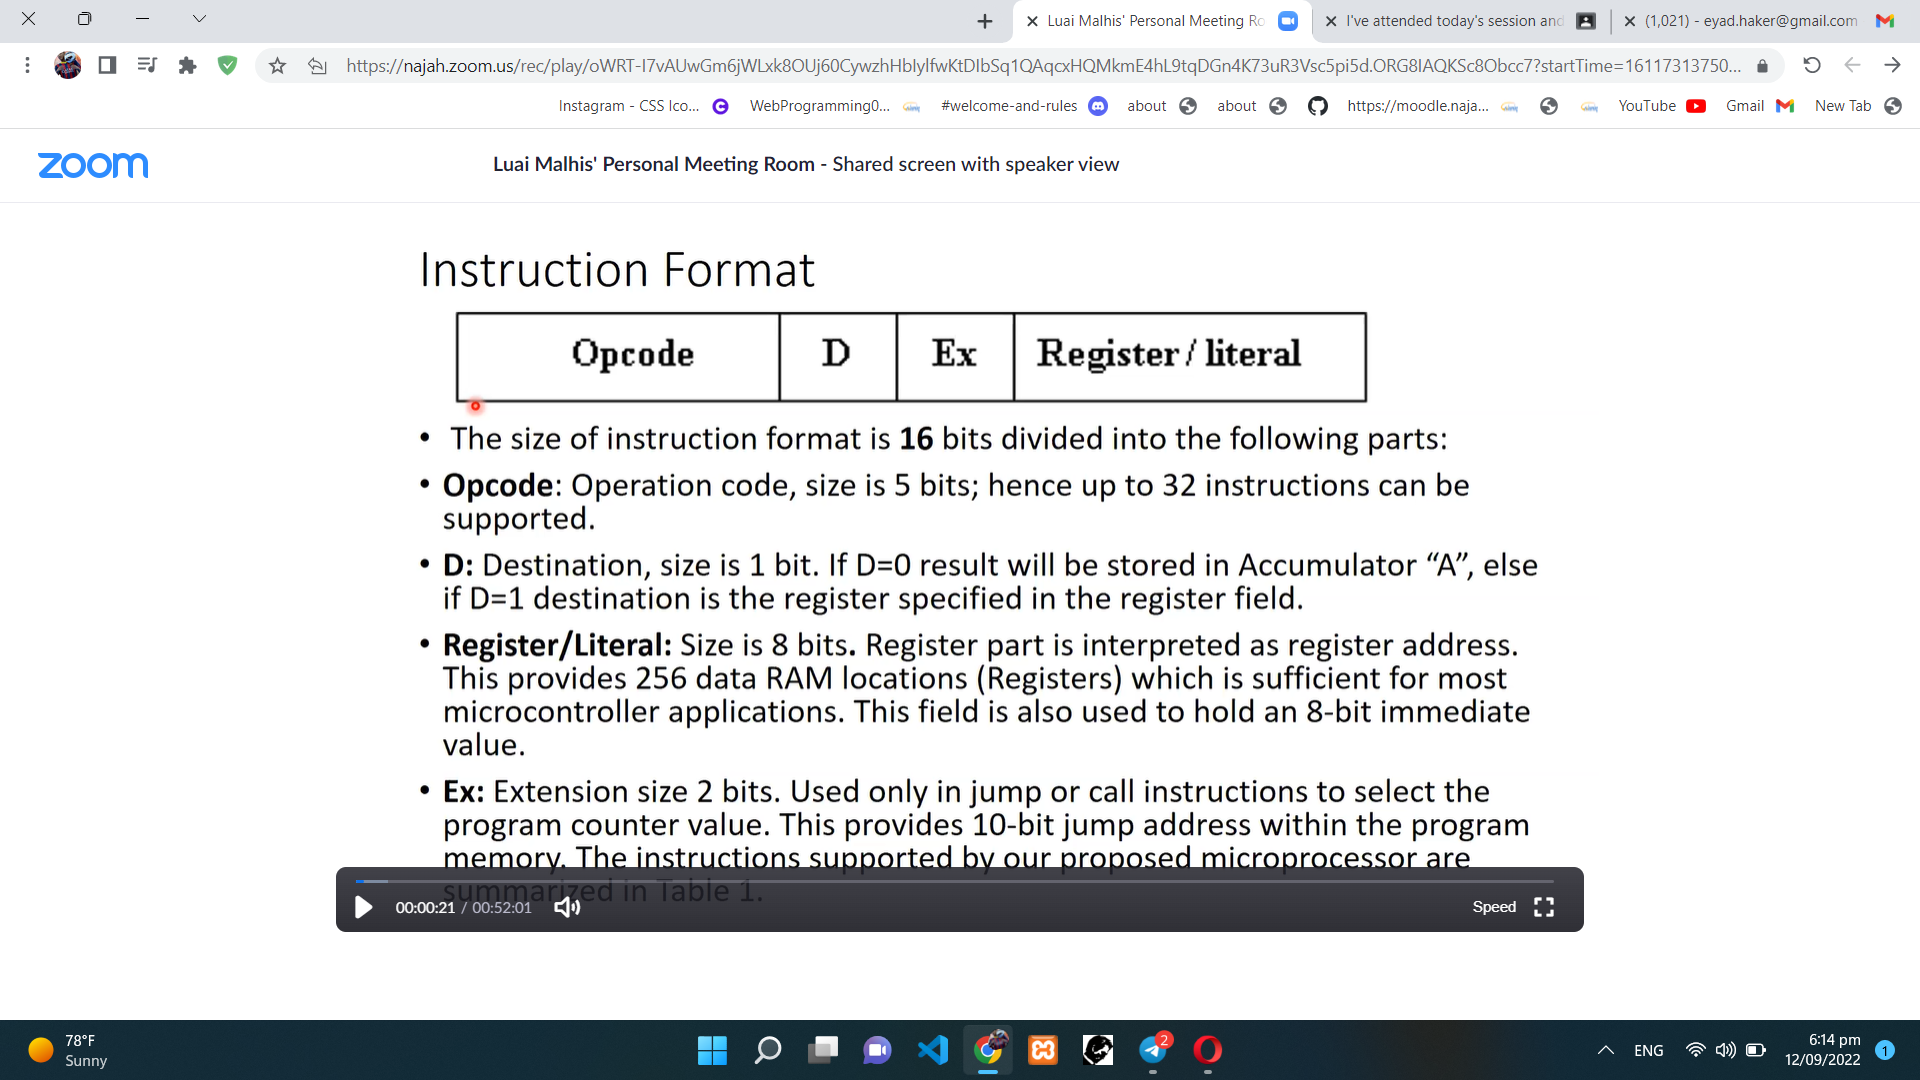 Luai Malhis' Personal Meeting Ro
I've attended today's session and
(1,021) - eyad.haker@gmail.com
https://najah.zoom.us/rec/play/oWRT-I7vAUwGm6jWLxk8OUj60CywzhHbIylfwKtDIbSq1QAqcxHQMkmE4hL9tqDGn4K73uR3Vsc5pi5d.ORG8IAQKSc8Obcc7?startTime=16117313750...
Instagram - CSS Ico...
WebProgramming0...
#welcome-and-rules
about
about
https://moodle.naja...
YouTube
Gmail
New Tab
zoom
Luai Malhis' Personal Meeting Room - Shared screen with speaker view
Instruction Format
Opcode D Ex Register / literal
• The size of instruction format is 16 bits divided into the following parts:
• Opcode: Operation code, size is 5 bits; hence up to 32 instructions can be
supported.
• D: Destination, size is 1 bit. If D=0 result will be stored in Accumulator “A”, else
if D=1 destination is the register specified in the register field.
• Register/Literal: Size is 8 bits. Register part is interpreted as register address.
This provides 256 data RAM locations (Registers) which is sufficient for most
microcontroller applications. This field is also used to hold an 8-bit immediate
value.
• Ex: Extension size 2 bits. Used only in jump or call instructions to select the
program counter value. This provides 10-bit jump address within the program
memory. The instructions supported by our proposed microprocessor are
summarized in Table 1.
00:00:21 / 00:52:01
Speed
78°F
Sunny
2
ENG
6:14 pm
12/09/2022
1